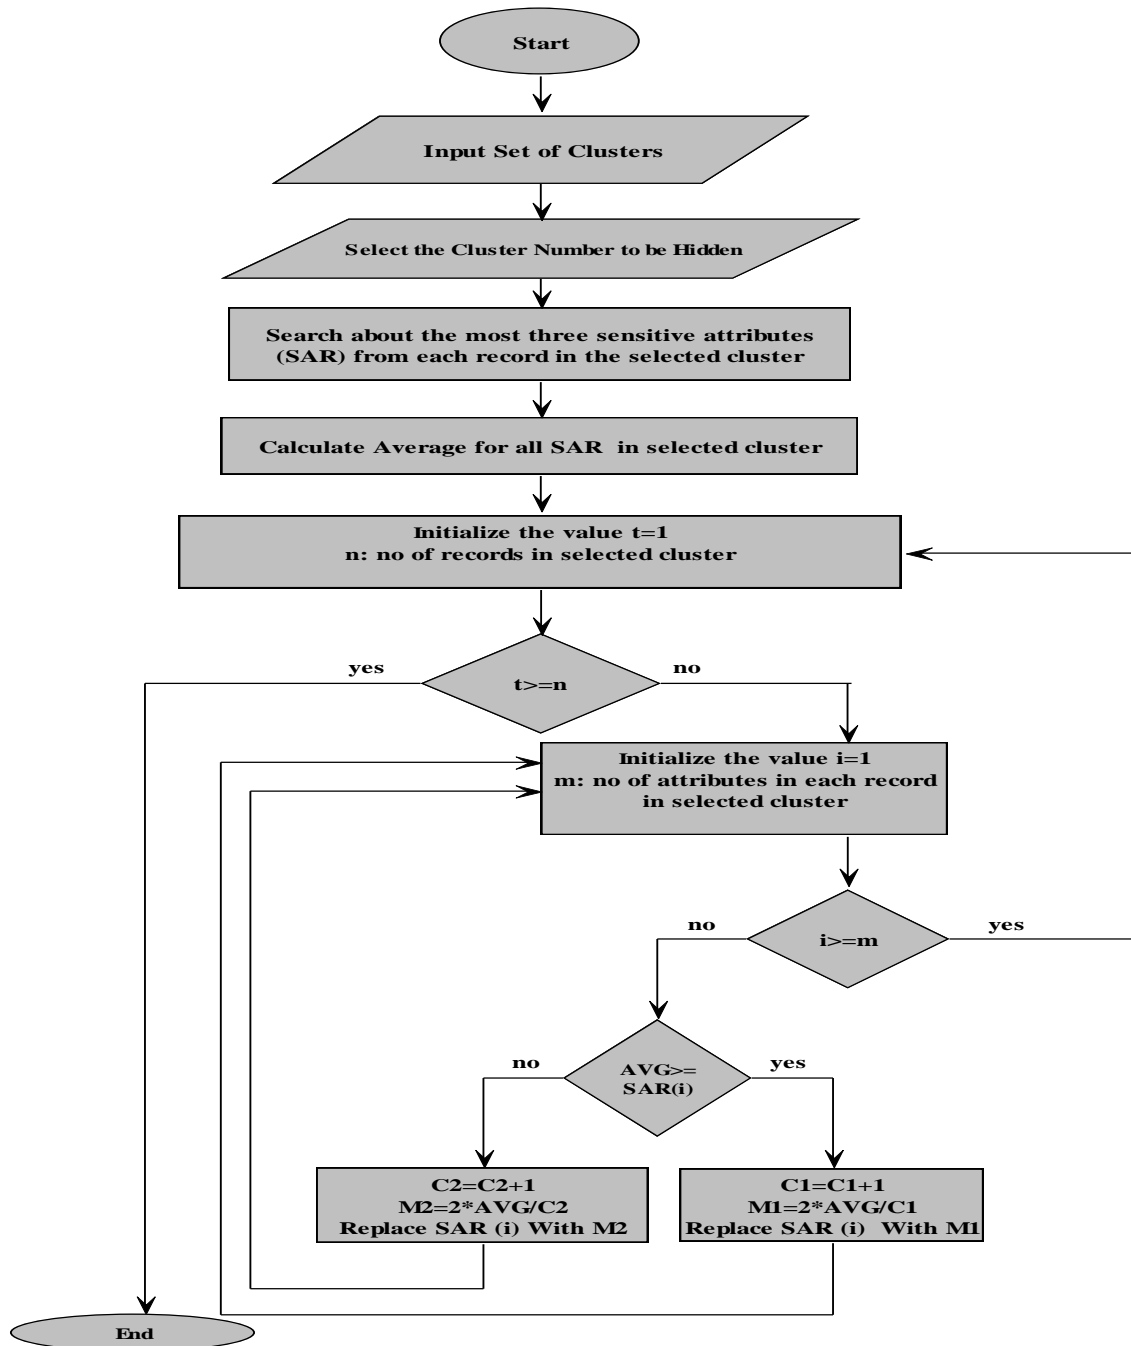 Start
Input Set of Clusters
Select the Cluster Number to be Hidden
Search about the most three sensitive attributes
(SAR) from each record in the selected cluster
Calculate Average for all SAR in selected cluster
Initialize the value t=1
n: no of records in selected cluster
yes
no
t>=n
Initialize the value i=1
m: no of attributes in each record
in selected cluster
no
yes
i>=m
no
yes
AVG>=
SAR(i)
C2=C2+1
M2=2*AVG/C2
Replace SAR (i) With M2
C1=C1+1
M1=2*AVG/C1
Replace SAR (i) With M1
End